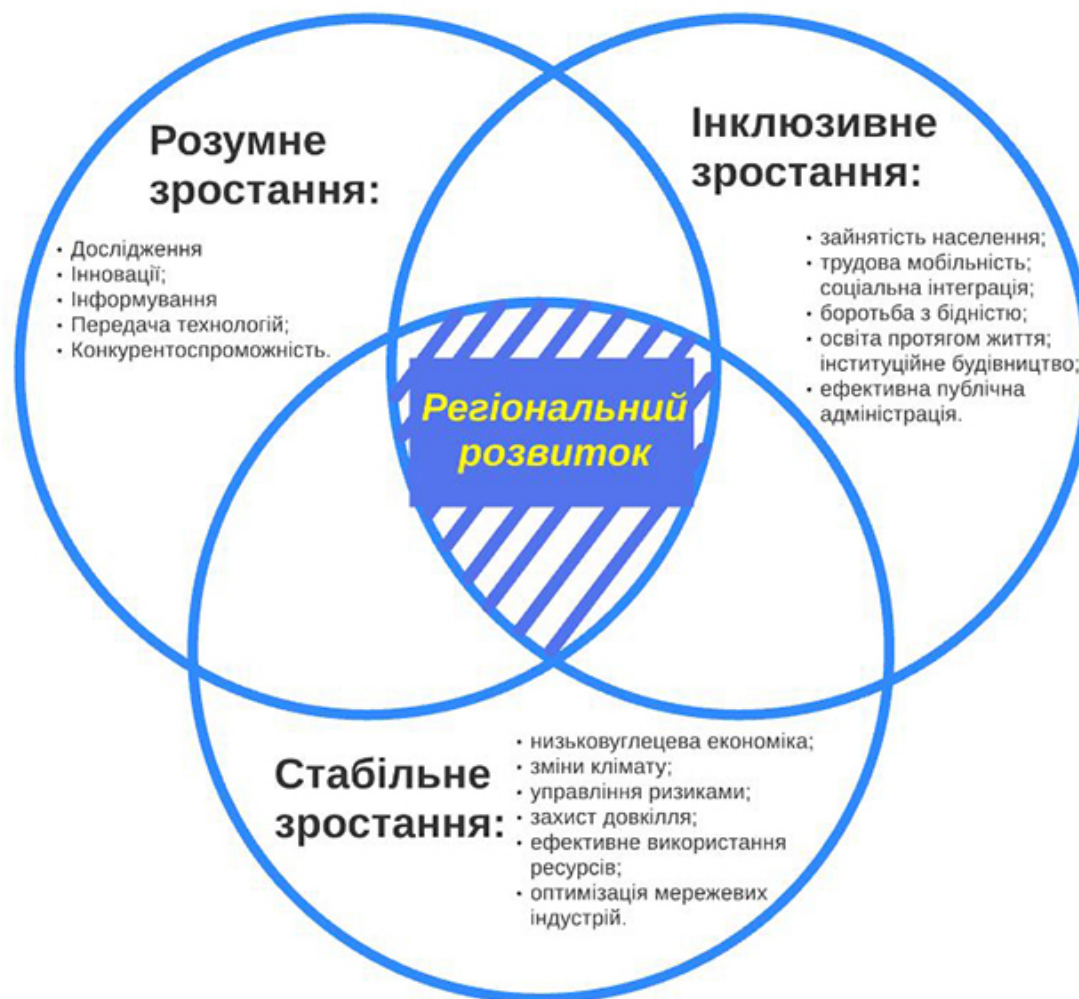 Розумне
зростання:
• Дослідження
• Інновації;
• Інформування
• Передача технологій;
• Конкурентоспроможність.
Інклюзивне
зростання:
• зайнятість населення;
• трудова мобільність;
соціальна інтеграція;
• боротьба з бідністю;
• освіта протягом життя;
інституційне будівництво;
• ефективна публічна
адміністрація.
Регіональний
розвиток
Стабільне
зростання:
• низьковуглецева економіка;
• зміни клімату;
• управління ризиками;
• захист довкілля;
• ефективне використання
ресурсів;
• оптимізація мережевих
індустрій.